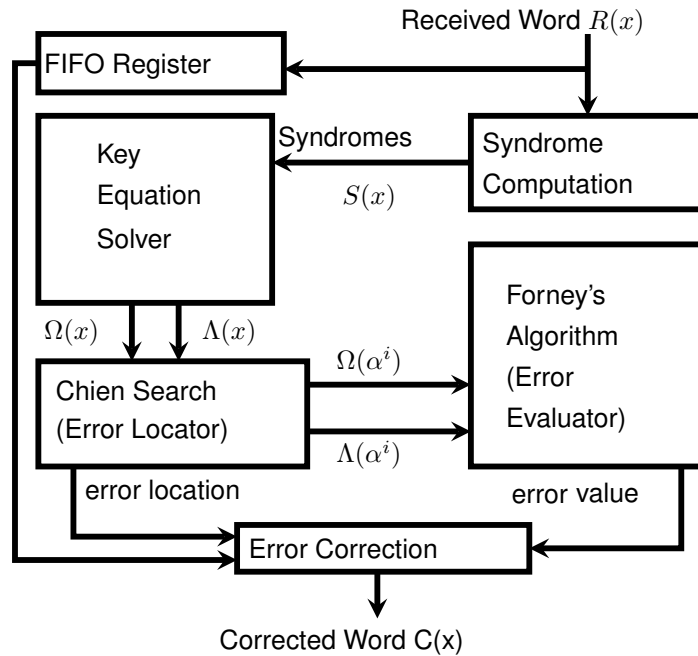 Received Word R(x)
FIFO Register
Syndrome
Computation
Syndromes
S(x)
Key
Equation
Solver
Ω(x)
Λ(x)
Forney's
Algorithm
(Error
Evaluator)
Chien Search
(Error Locator)
Ω(α^i)
Λ(α^i)
error location
error value
Error Correction
Corrected Word C(x)